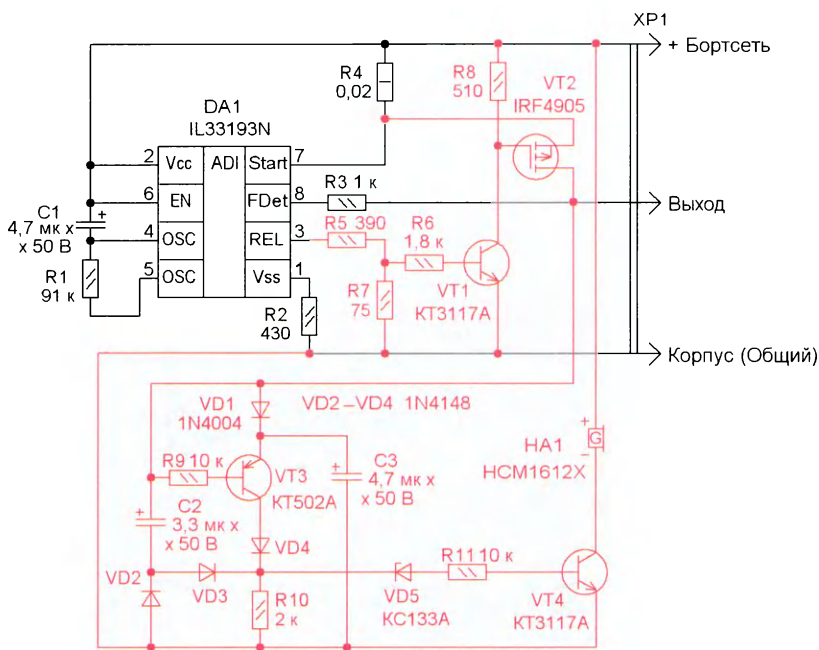 XP1
+ Бортсеть
R4
0,02
R8
510
VT2
IRF4905
DA1
IL33193N
2 Vcc ADJ Start 7
6 EN FDet 8
R3 1 к
Выход
C1
+
4,7 мк х
х 50 В
4 OSC REL 3
R5 390
R6
1,8 к
5 OSC Vss 1
R1
91 к
R2
430
R7
75
VT1
КТ3117А
Корпус (Общий)
VD1
1N4004
VD2–VD4 1N4148
R9 10 к
VT3
КТ502А
+
C3
4,7 мк х
х 50 В
+
G
–
HA1
HCM1612X
+
C2
3,3 мк х
х 50 В
VD4
R11 10 к
VD2
VD3
R10
2 к
VD5
КС133А
VT4
КТ3117А